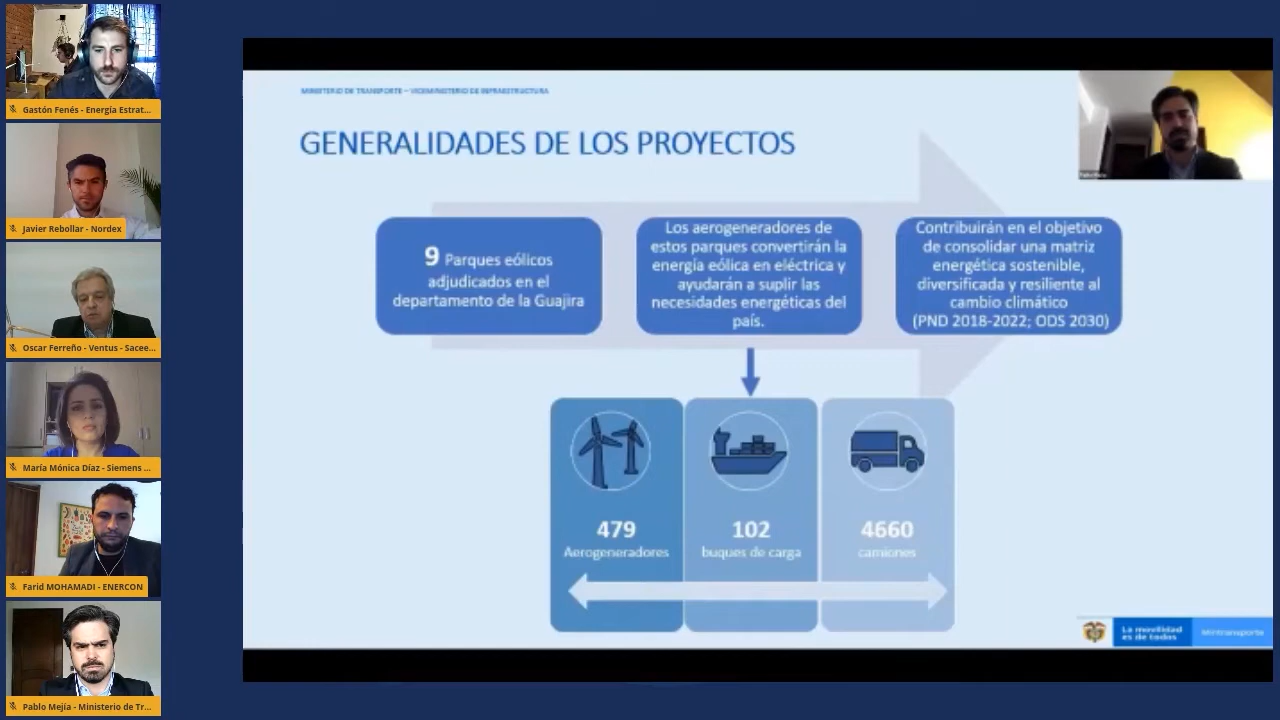 Gastón Fenés - Energía Estrat...
Javier Rebollar - Nordex
Oscar Ferreño - Ventus - Sacee...
María Mónica Díaz - Siemens ...
Farid MOHAMADI - ENERCON
Pablo Mejía - Ministerio de Tr...
MINISTERIO DE TRANSPORTE – VICEMINISTERIO DE INFRAESTRUCTURA
GENERALIDADES DE LOS PROYECTOS
9 Parques eólicos
adjudicados en el
departamento de la Guajira
Los aerogeneradores de
estos parques convertirán la
energía eólica en eléctrica y
ayudarán a suplir las
necesidades energéticas del
país.
Contribuirán en el objetivo
de consolidar una matriz
energética sostenible,
diversificada y resiliente al
cambio climático
(PND 2018-2022; ODS 2030)
479
Aerogeneradores
102
buques de carga
4660
camiones
La movilidad
es de todos
Mintransporte